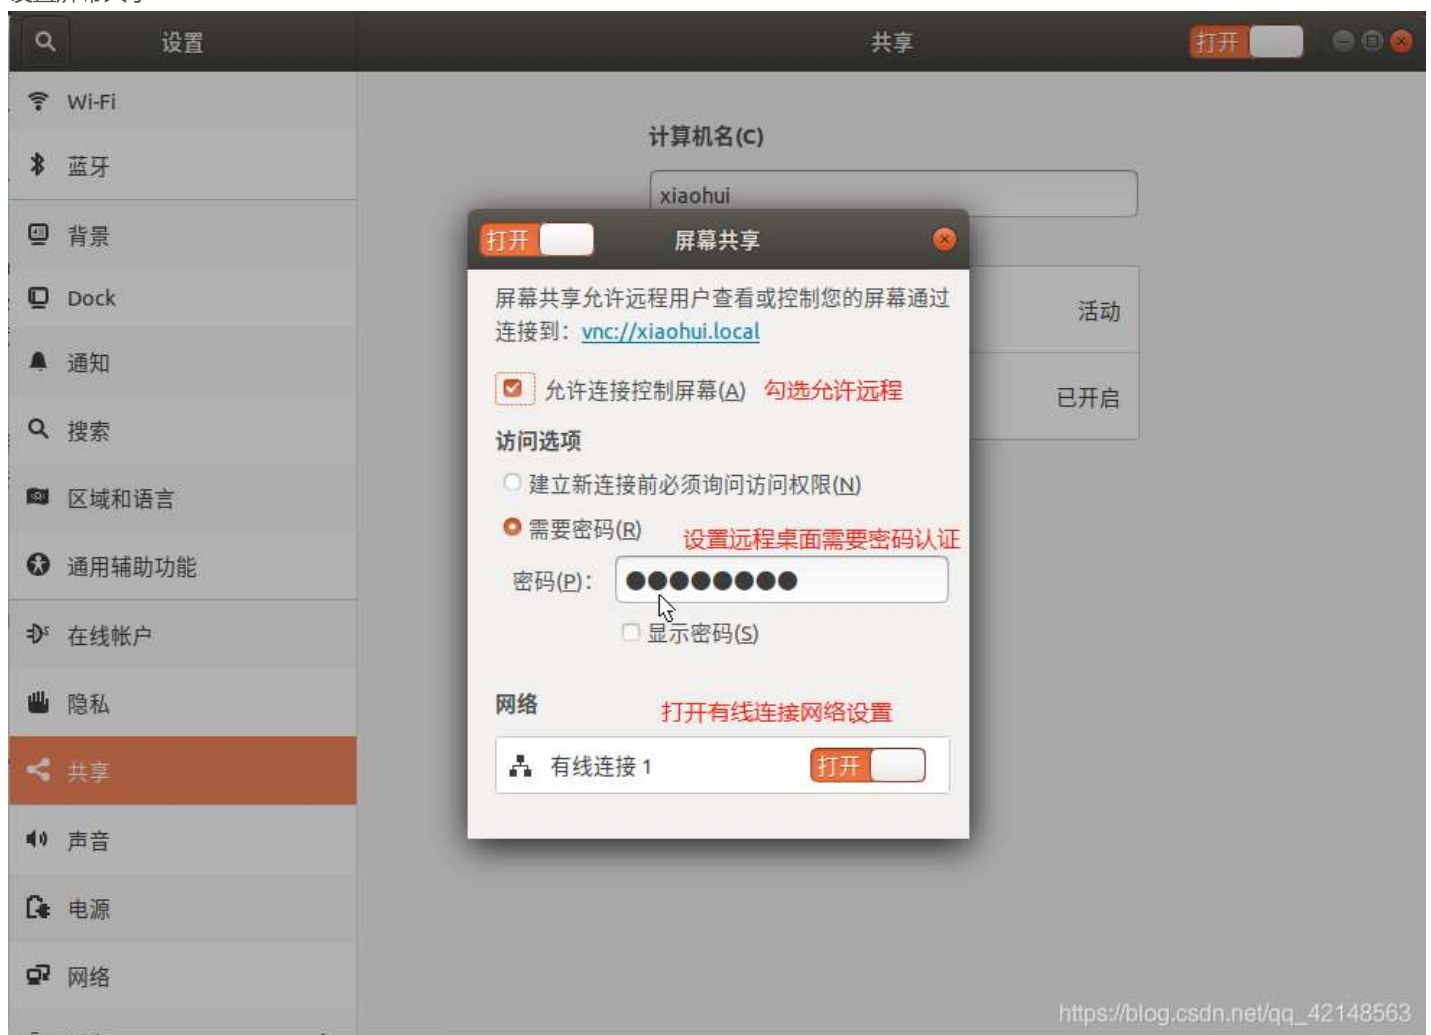 设置屏幕共享
设置
共享
打开
Wi-Fi
蓝牙
背景
Dock
通知
搜索
区域和语言
通用辅助功能
在线帐户
隐私
共享
声音
电源
网络
计算机名(C)
xiaohui
活动
已开启
打开
屏幕共享
屏幕共享允许远程用户查看或控制您的屏幕通过
连接到：vnc://xiaohui.local
允许连接控制屏幕(A) 勾选允许远程
访问选项
建立新连接前必须询问访问权限(N)
需要密码(R) 设置远程桌面需要密码认证
密码(P)： ●●●●●●●●
显示密码(S)
网络 打开有线连接网络设置
有线连接 1 打开
https://blog.csdn.net/qq_42148563